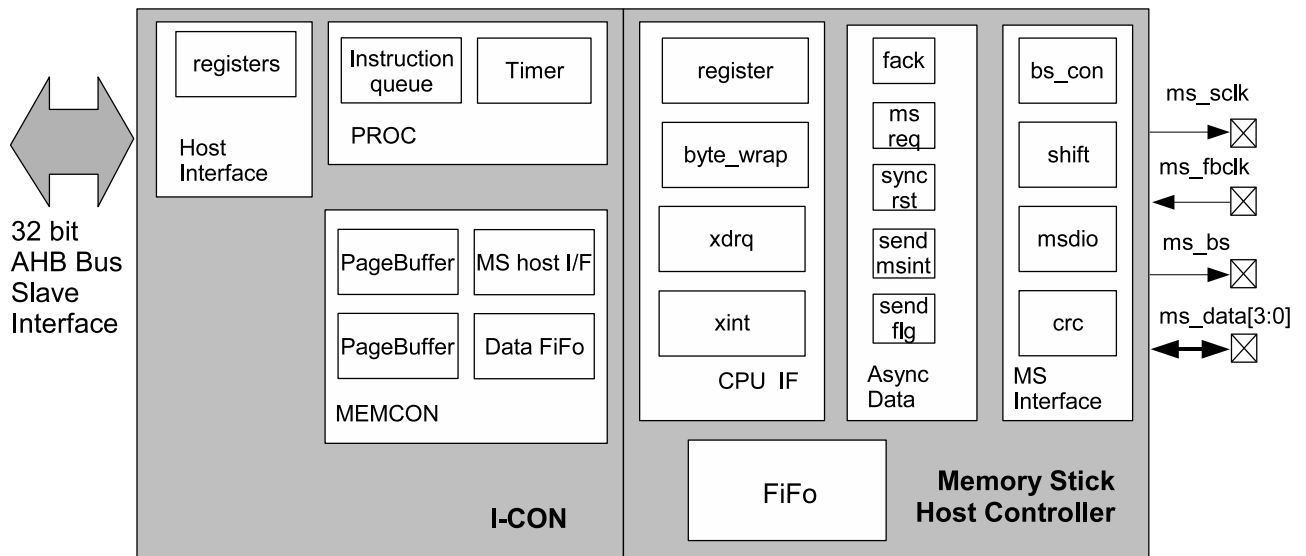 registers
Host
Interface
Instruction
queue
Timer
PROC
PageBuffer
MS host I/F
PageBuffer
Data FiFo
MEMCON
I-CON
32 bit
AHB Bus
Slave
Interface
register
byte_wrap
xdrq
xint
CPU IF
fack
ms
req
sync
rst
send
msint
send
flg
Async
Data
bs_con
shift
msdio
crc
MS
Interface
FiFo
Memory Stick
Host Controller
ms_sclk
ms_fbclk
ms_bs
ms_data[3:0]